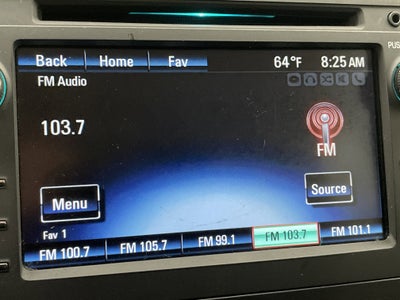 Back Home Fav 64°F 8:25 AM
PUS
FM Audio
103.7
FM
Menu
Source
Fav 1
FM 100.7 FM 105.7 FM 99.1 FM 103.7 FM 101.1